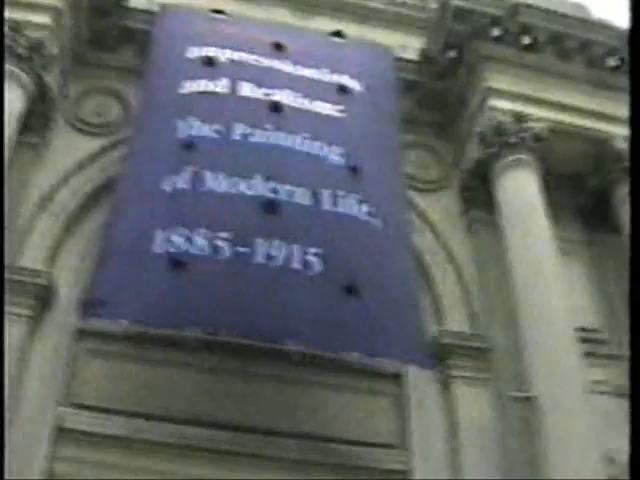 Impressionism
and Realism:
The Painting
of Modern Life,
1885-1915